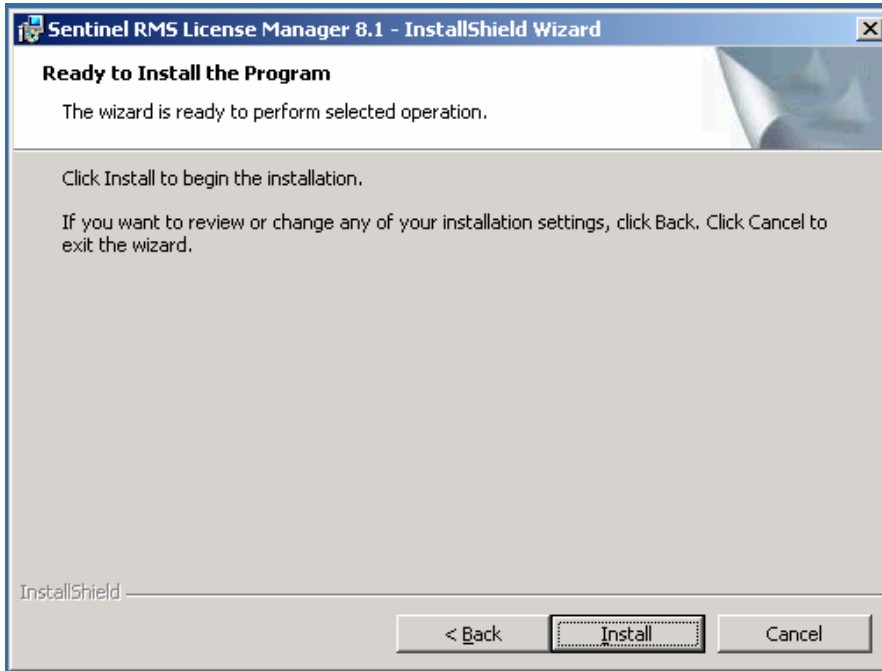 Sentinel RMS License Manager 8.1 - InstallShield Wizard
Ready to Install the Program
The wizard is ready to perform selected operation.
Click Install to begin the installation.
If you want to review or change any of your installation settings, click Back. Click Cancel to
exit the wizard.
InstallShield
< Back
Install
Cancel